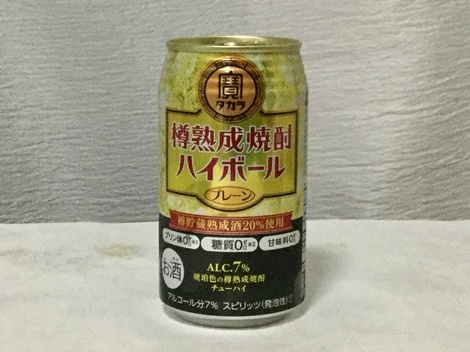 寶
タカラ
樽熟成焼酎
ハイボール
プレーン
樽貯蔵熟成酒20%使用
プリン体0※1 糖質0※2 甘味料0
お酒
ALC.7%
琥珀色の樽熟成焼酎
チューハイ
アルコール分7% スピリッツ(発泡性)